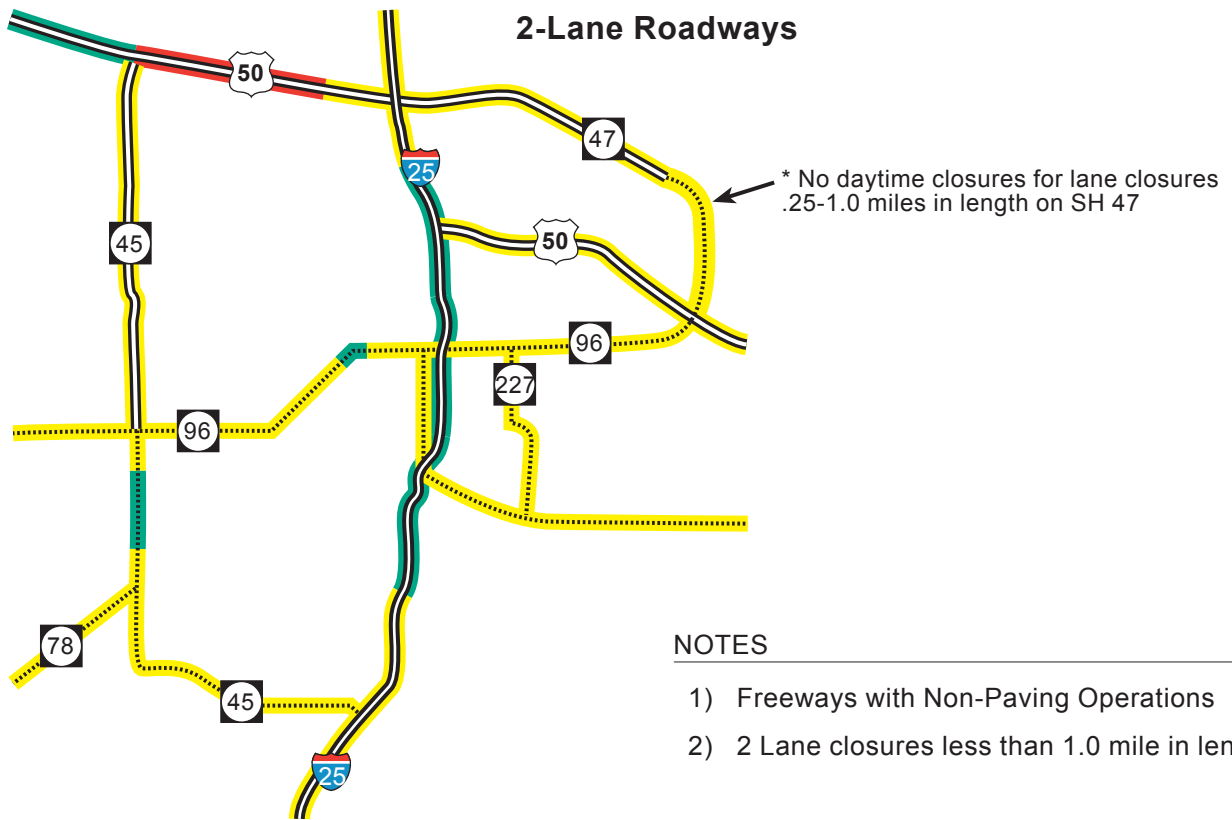 2-Lane Roadways
50
47
25
* No daytime closures for lane closures
.25-1.0 miles in length on SH 47
50
45
96
227
96
78
45
25
NOTES
1) Freeways with Non-Paving Operations
2) 2 Lane closures less than 1.0 mile in len